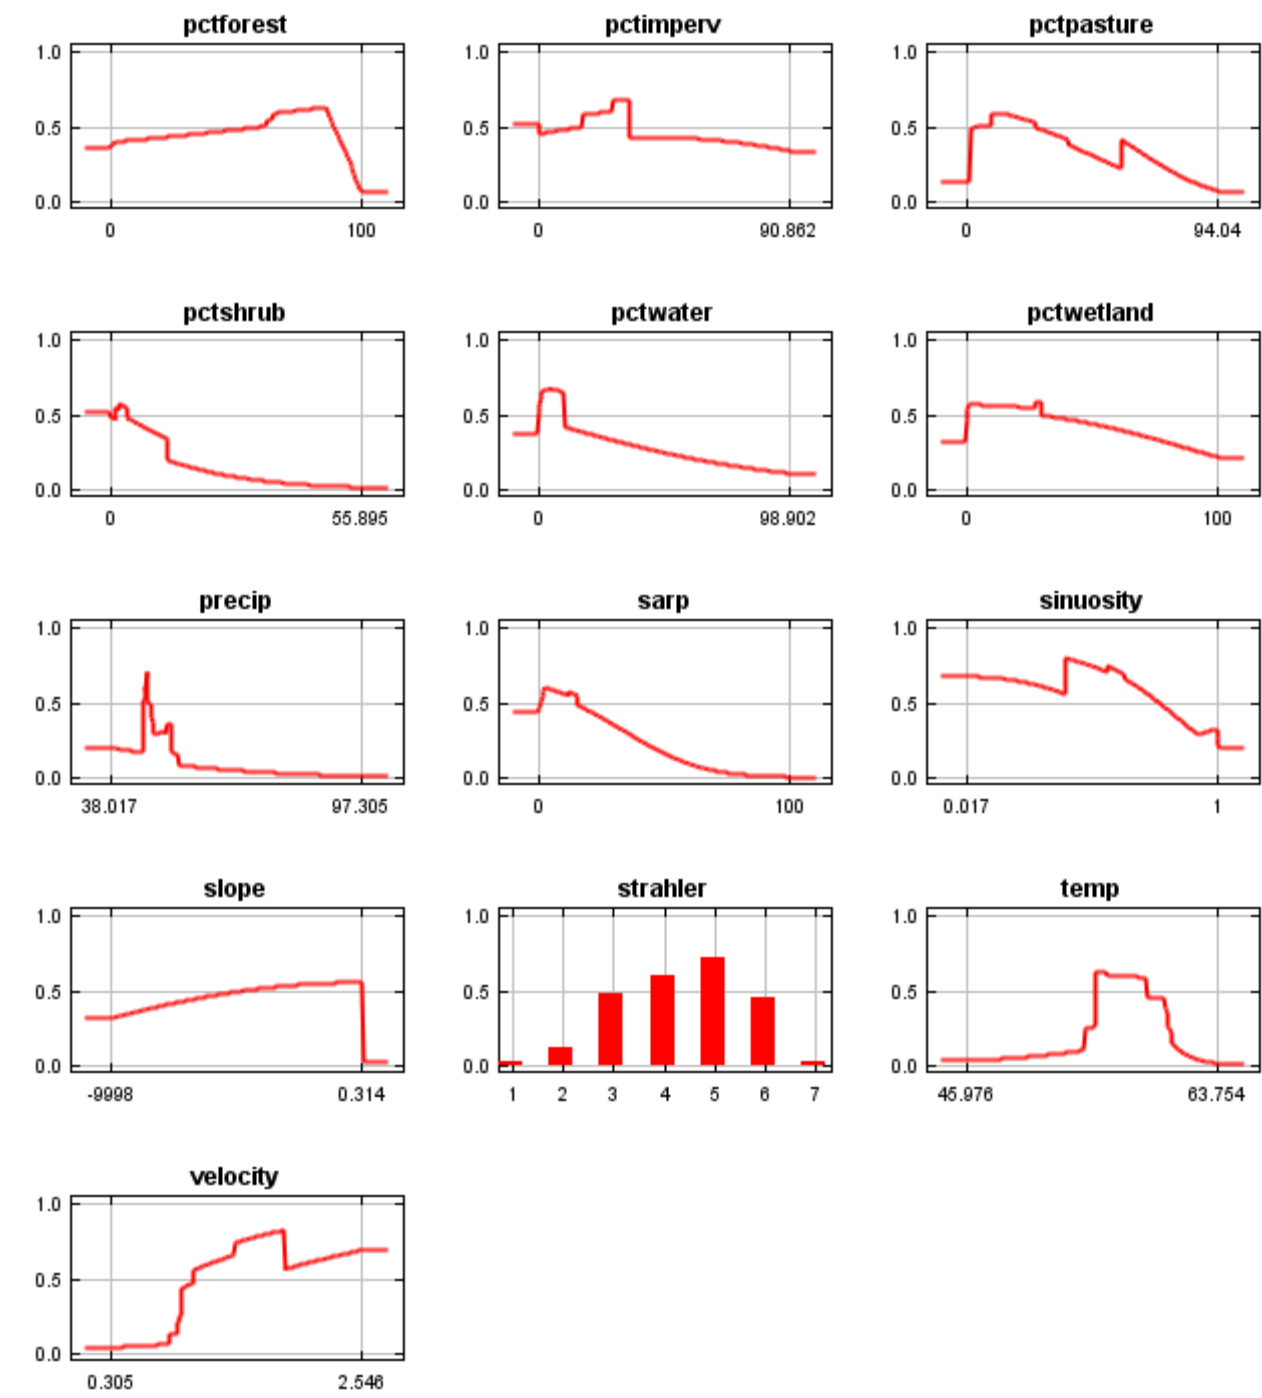 pctforest pctimperv pctpasture
1.0 1.0 1.0
0.5 0.5 0.5
0.0 0.0 0.0
0 100 0 90.862 0 94.04
pctshrub pctwater pctwetland
1.0 1.0 1.0
0.5 0.5 0.5
0.0 0.0 0.0
0 55.895 0 98.902 0 100
precip sarp sinuosity
1.0 1.0 1.0
0.5 0.5 0.5
0.0 0.0 0.0
38.017 97.305 0 100 0.017 1
slope strahler temp
1.0 1.0 1.0
0.5 0.5 0.5
0.0 0.0 0.0
-9998 0.314 1 2 3 4 5 6 7 45.976 63.754
velocity
1.0
0.5
0.0
0.305 2.546